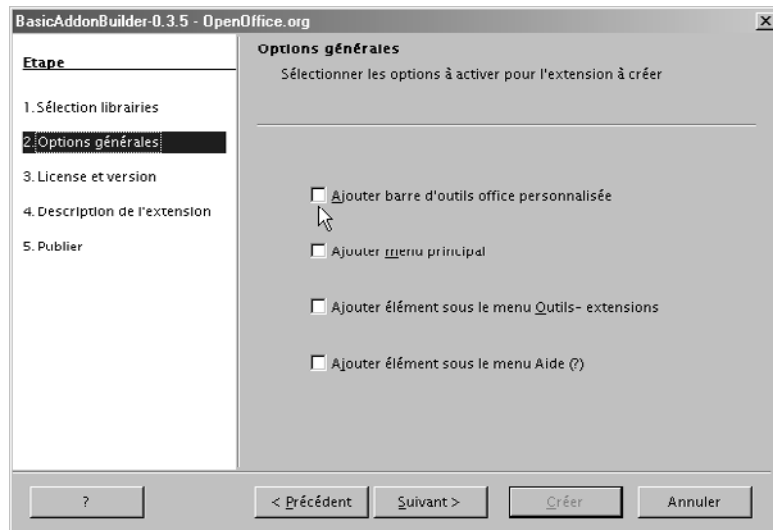 BasicAddonBuilder-0.3.5 - OpenOffice.org
Etape
1.Sélection librairies
2.Options générales
3. License et version
4. Description de l'extension
5. Publier
Options générales
Sélectionner les options à activer pour l'extension à créer
Ajouter barre d'outils office personnalisée
Ajouter menu principal
Ajouter élément sous le menu Outils- extensions
Ajouter élément sous le menu Aide (?)
?
< Précédent
Suivant >
Créer
Annuler